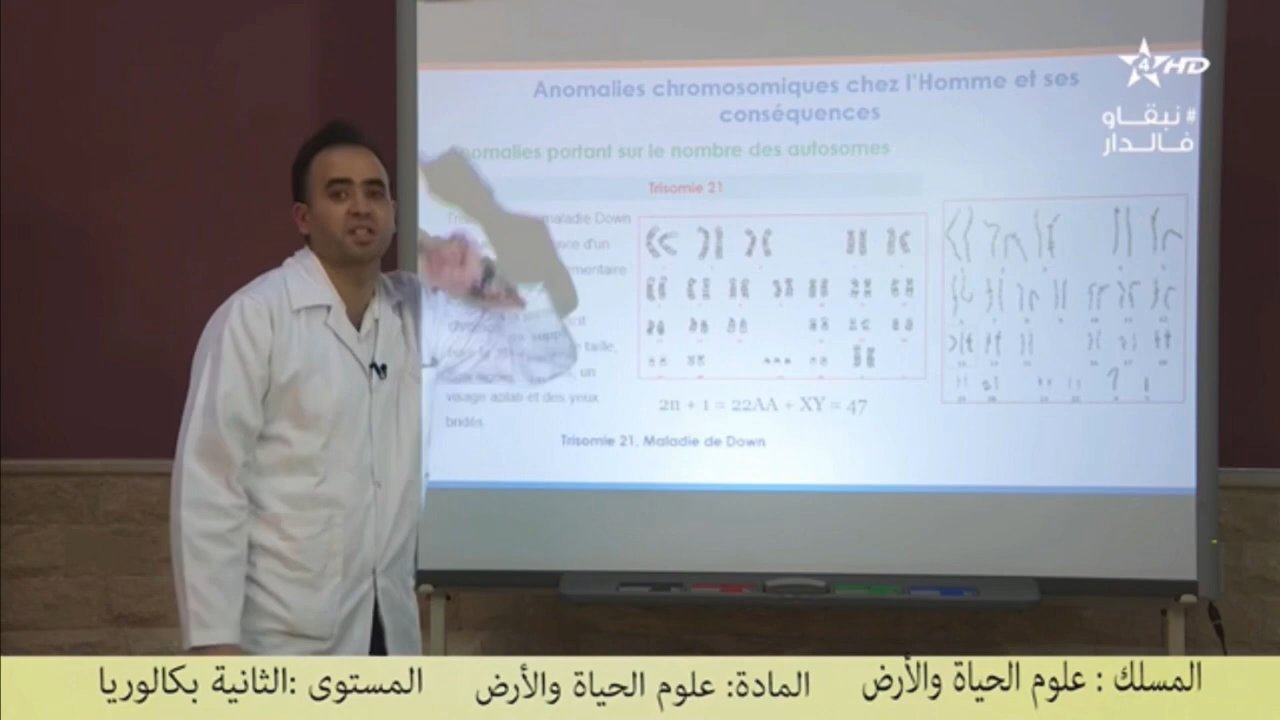 Anomalies chromosomiques chez l'Homme et ses
conséquences
omalies portant sur le nombre des autosomes
Trisomie 21
maladie Down
d'un
mentaire
taille,
un
visage aplati et des yeux
bridés.
2n + 1 = 22AA + XY = 47
Trisomie 21, Maladie de Down
4 HD
#نبقاو
فالدار
المسلك : علوم الحياة والأرض
المادة: علوم الحياة والأرض
المستوى :الثانية بكالوريا